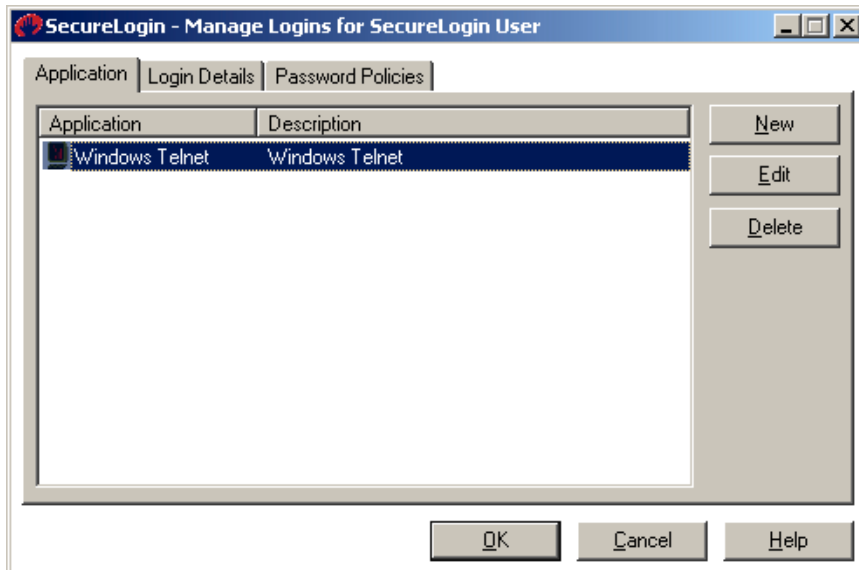 SecureLogin - Manage Logins for SecureLogin User
Application Login Details Password Policies
Application Description New
Windows Telnet Windows Telnet
Edit
Delete
OK Cancel Help